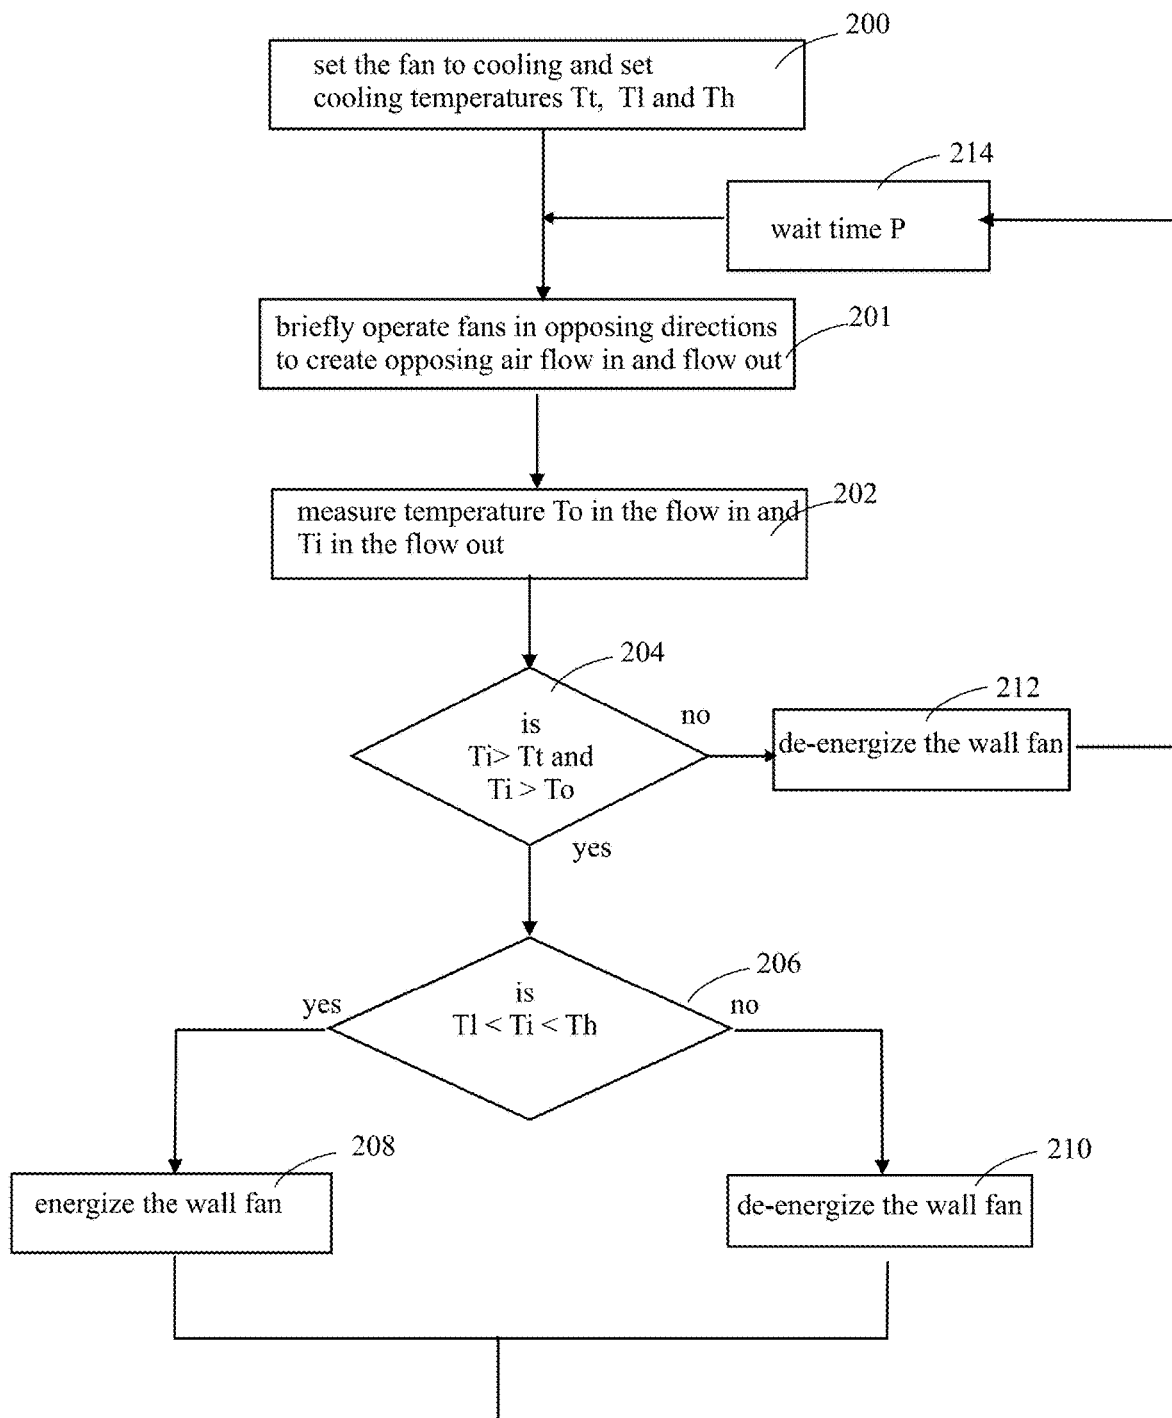 200
set the fan to cooling and set
cooling temperatures Tt, Tl and Th
214
wait time P
briefly operate fans in opposing directions
to create opposing air flow in and flow out
201
202
measure temperature To in the flow in and
Ti in the flow out
204
is
Ti> Tt and
Ti > To
no
212
de-energize the wall fan
yes
206
yes
is
Tl < Ti < Th
no
208
energize the wall fan
210
de-energize the wall fan